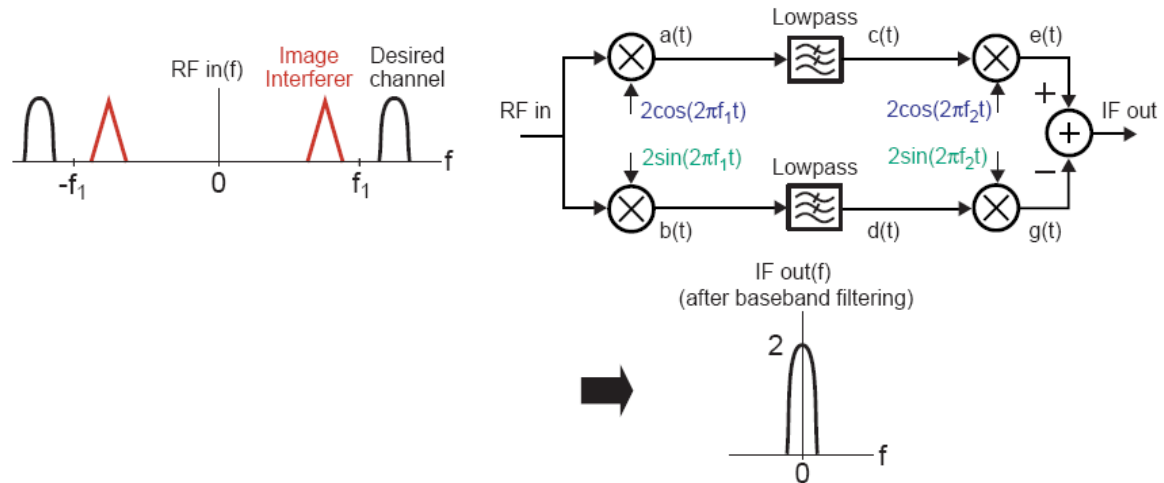 RF in(f)
Image
Interferer
Desired
channel
-f1
0
f1
f
RF in
a(t)
Lowpass
c(t)
e(t)
2cos(2πf1t)
2cos(2πf2t)
+
IF out
+
2sin(2πf1t)
Lowpass
2sin(2πf2t)
−
b(t)
d(t)
g(t)
IF out(f)
(after baseband filtering)
2
0
f